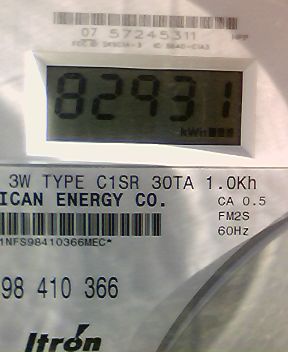 07 57245311
82931
kWh
3W TYPE C1SR 30TA 1.0Kh
ICAN ENERGY CO.
CA 0.5
FM2S
60Hz
1NFS98410366MEC*
98 410 366
Itron